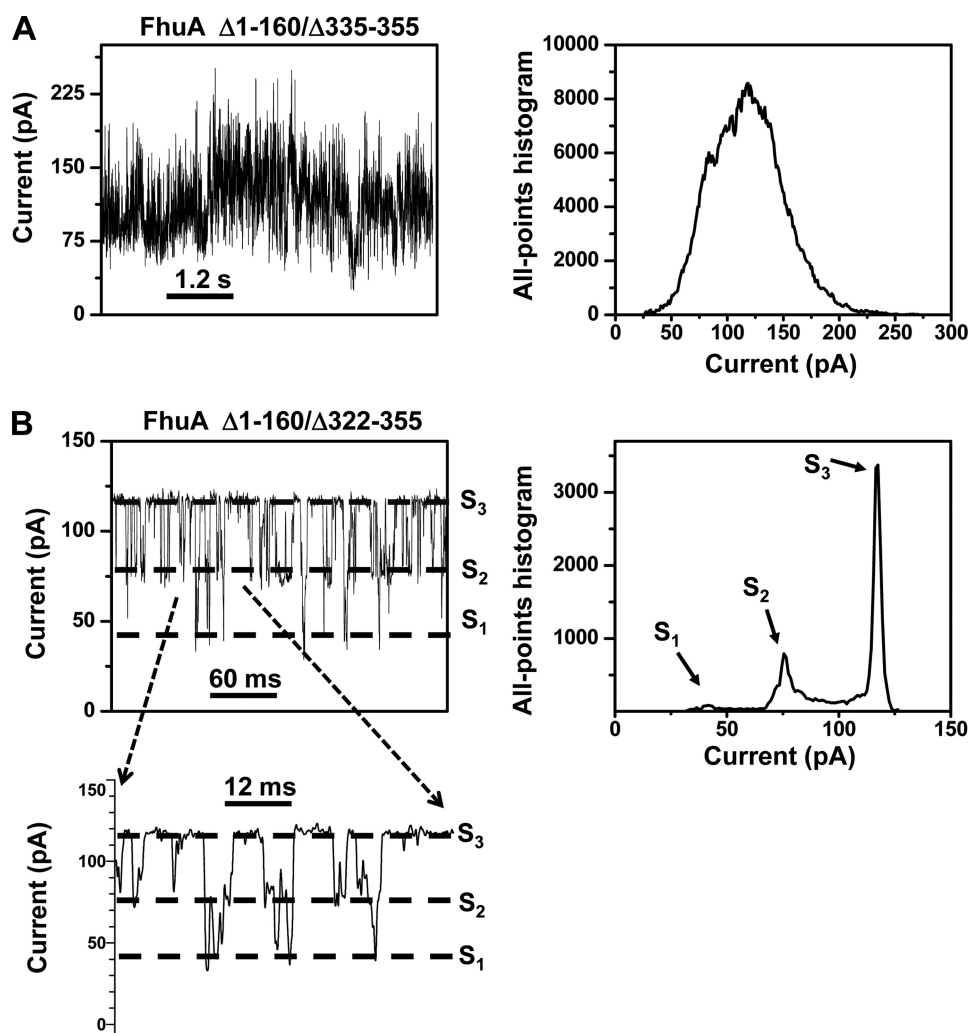 A
FhuA Δ1-160/Δ335-355
Current (pA)
225
150
75
0
1.2 s
All-points histogram
10000
8000
6000
4000
2000
0
0 50 100 150 200 250 300
Current (pA)
B
FhuA Δ1-160/Δ322-355
Current (pA)
150
100
50
0
S3
S2
S1
60 ms
All-points histogram
3000
2000
1000
S1
S2
S3
0 50 100 150
Current (pA)
12 ms
Current (pA)
150
100
50
0
S3
S2
S1